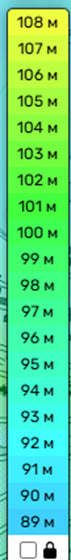 108 м
107 м
106 м
105 м
104 м
103 м
102 м
101 м
100 м
99 м
98 м
97 м
96 м
95 м
94 м
93 м
92 м
91 м
90 м
89 м